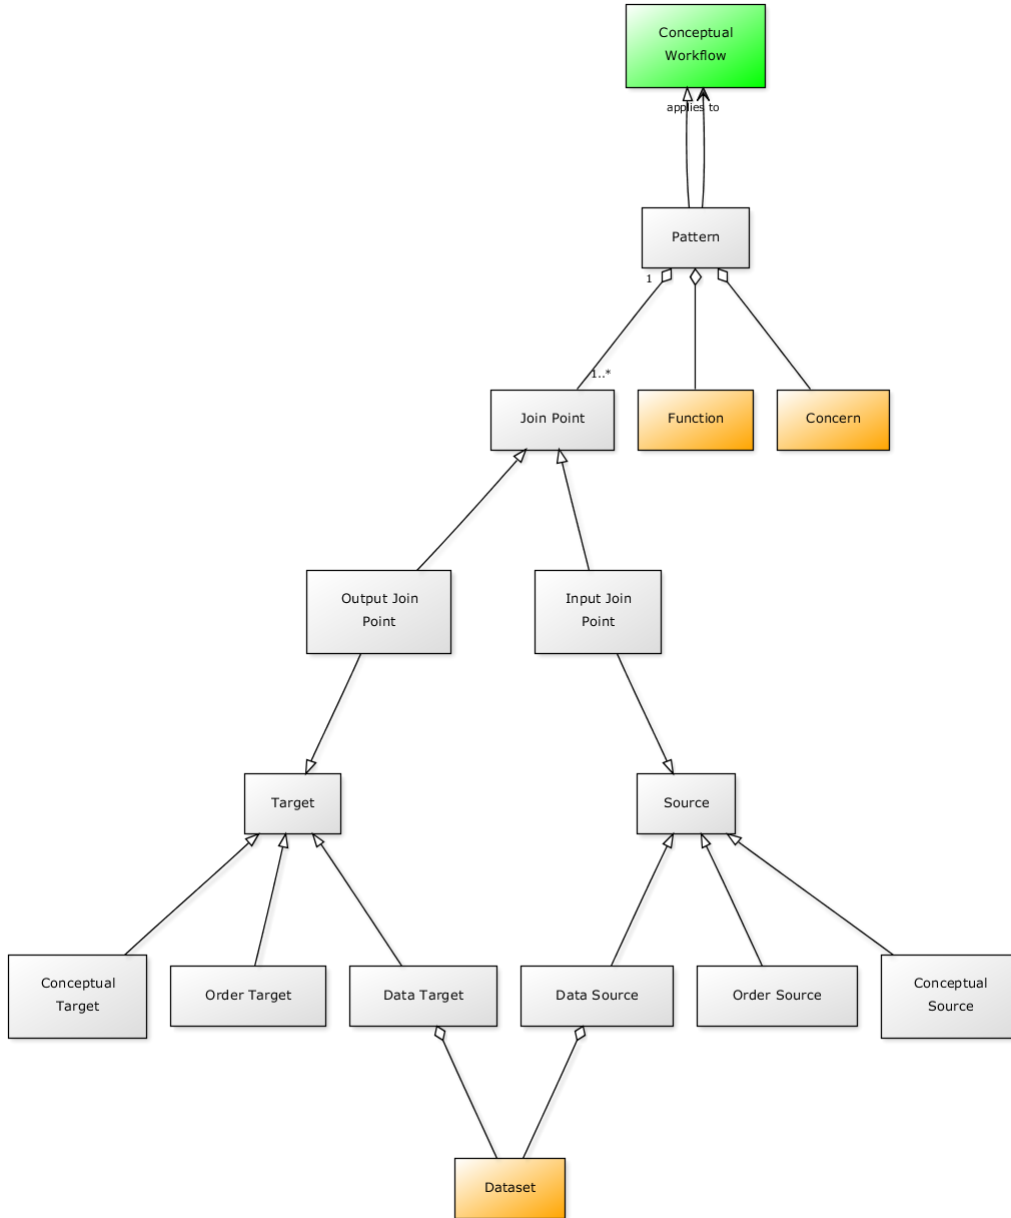 Conceptual
Workflow
applies to
Pattern
1
1..*
Join Point
Function
Concern
Output Join
Point
Input Join
Point
Target
Source
Conceptual
Target
Order Target
Data Target
Data Source
Order Source
Conceptual
Source
Dataset